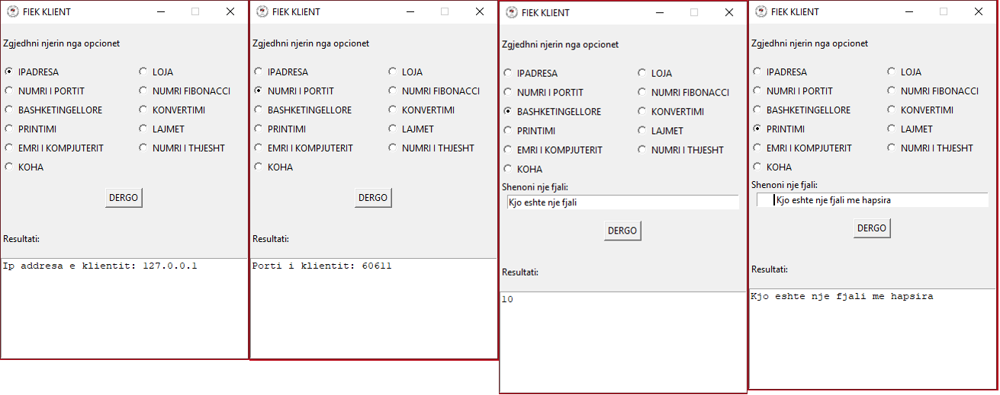 FIEK KLIENT
Zgjedhni njerin nga opcionet
IPADRESA
LOJA
NUMRI I PORTIT
NUMRI FIBONACCI
BASHKETINGELLORE
KONVERTIMI
PRINTIMI
LAJMET
EMRI I KOMPJUTERIT
NUMRI I THJESHT
KOHA
DERGO
Resultati:
Ip addresa e klientit: 127.0.0.1
FIEK KLIENT
Zgjedhni njerin nga opcionet
IPADRESA
LOJA
NUMRI I PORTIT
NUMRI FIBONACCI
BASHKETINGELLORE
KONVERTIMI
PRINTIMI
LAJMET
EMRI I KOMPJUTERIT
NUMRI I THJESHT
KOHA
DERGO
Resultati:
Porti i klientit: 60611
FIEK KLIENT
Zgjedhni njerin nga opcionet
IPADRESA
LOJA
NUMRI I PORTIT
NUMRI FIBONACCI
BASHKETINGELLORE
KONVERTIMI
PRINTIMI
LAJMET
EMRI I KOMPJUTERIT
NUMRI I THJESHT
KOHA
Shenoni nje fjali:
Kjo eshte nje fjali
DERGO
Resultati:
10
FIEK KLIENT
Zgjedhni njerin nga opcionet
IPADRESA
LOJA
NUMRI I PORTIT
NUMRI FIBONACCI
BASHKETINGELLORE
KONVERTIMI
PRINTIMI
LAJMET
EMRI I KOMPJUTERIT
NUMRI I THJESHT
KOHA
Shenoni nje fjali:
Kjo eshte nje fjali me hapsira
DERGO
Resultati:
Kjo eshte nje fjali me hapsira